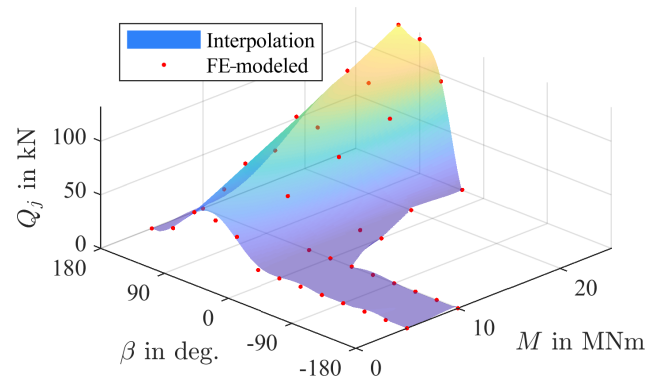 Interpolation
FE-modeled
Q_j in kN
100
50
0
180
90
0
-90
-180
β in deg.
0
10
20
M in MNm